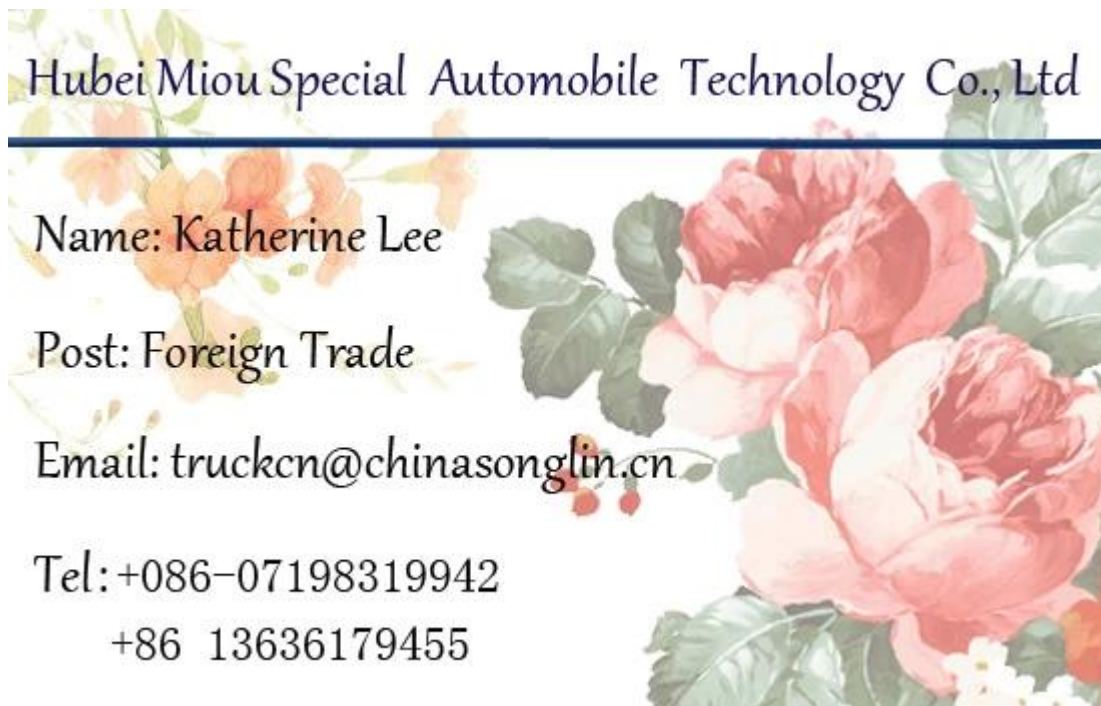 Hubei Miou Special Automobile Technology Co., Ltd
Name: Katherine Lee
Post: Foreign Trade
Email: truckcn@chinasonglin.cn
Tel:+086-07198319942
+86 13636179455